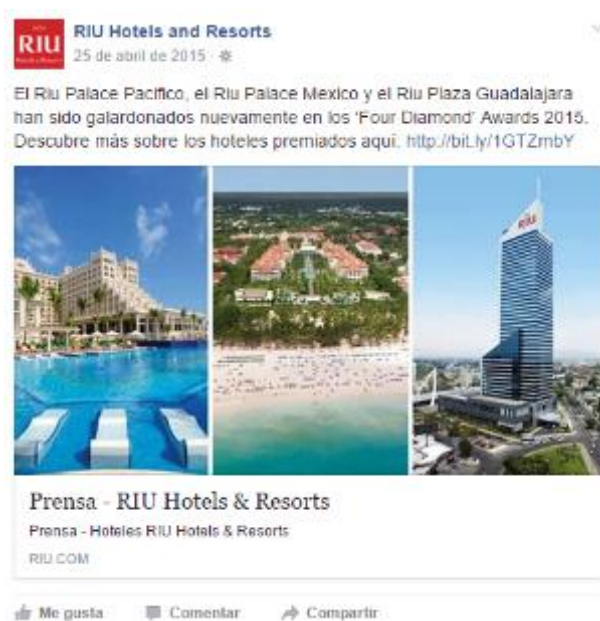 RIU
RIU Hotels and Resorts
25 de abril de 2015
El Riu Palace Pacífico, el Riu Palace Mexico y el Riu Plaza Guadalajara
han sido galardonados nuevamente en los 'Four Diamond' Awards 2015.
Descubre más sobre los hoteles premiados aquí. http://bit.ly/1GTZmbY
RIU
Prensa - RIU Hotels & Resorts
Prensa - Hoteles RIU Hotels & Resorts
RIU.COM
Me gusta Comentar Compartir